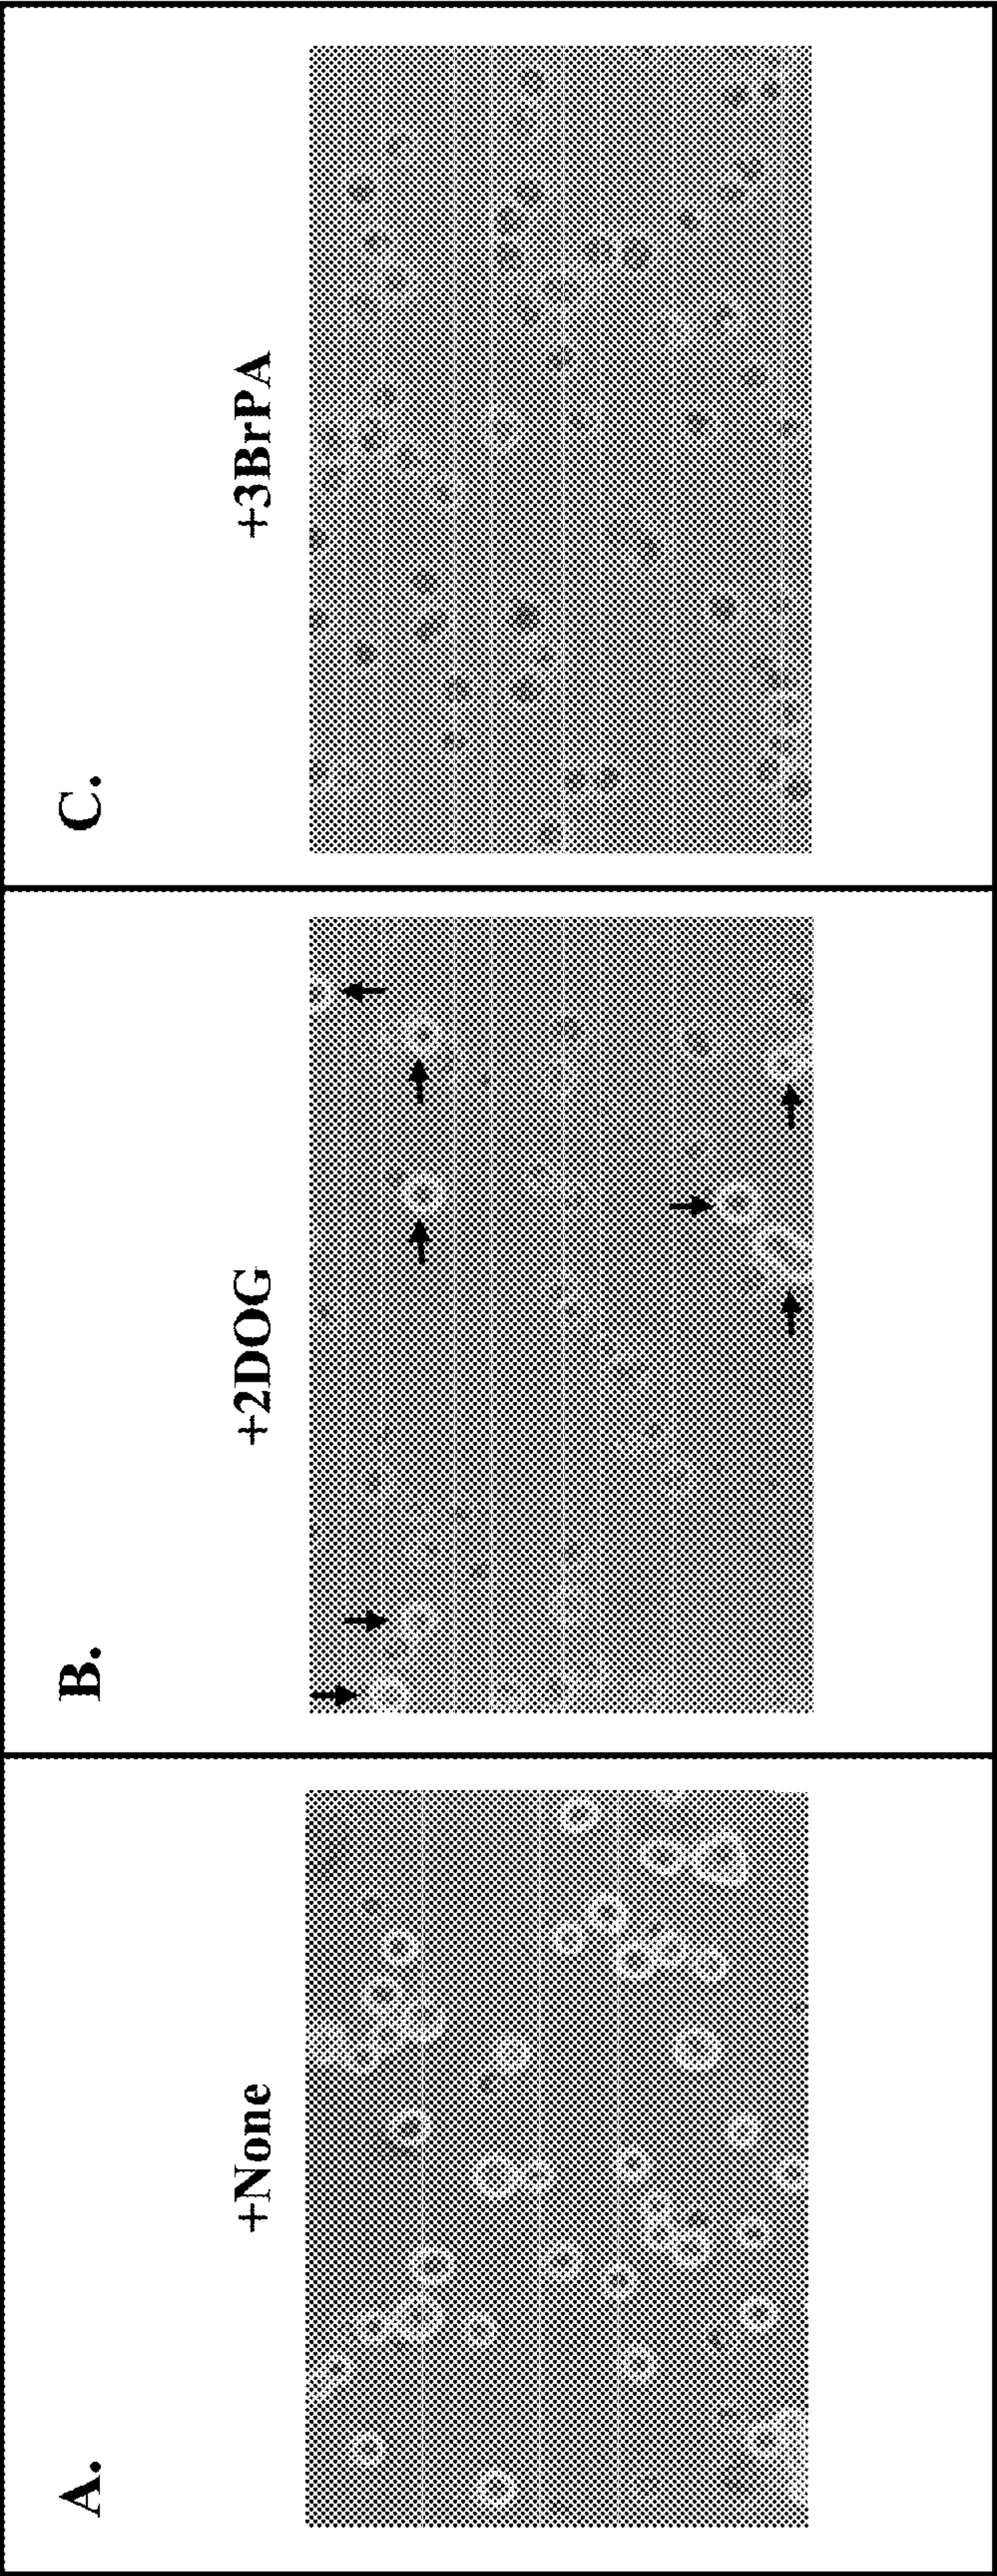 A.
+None
B.
+2DOG
C.
+3BrPA